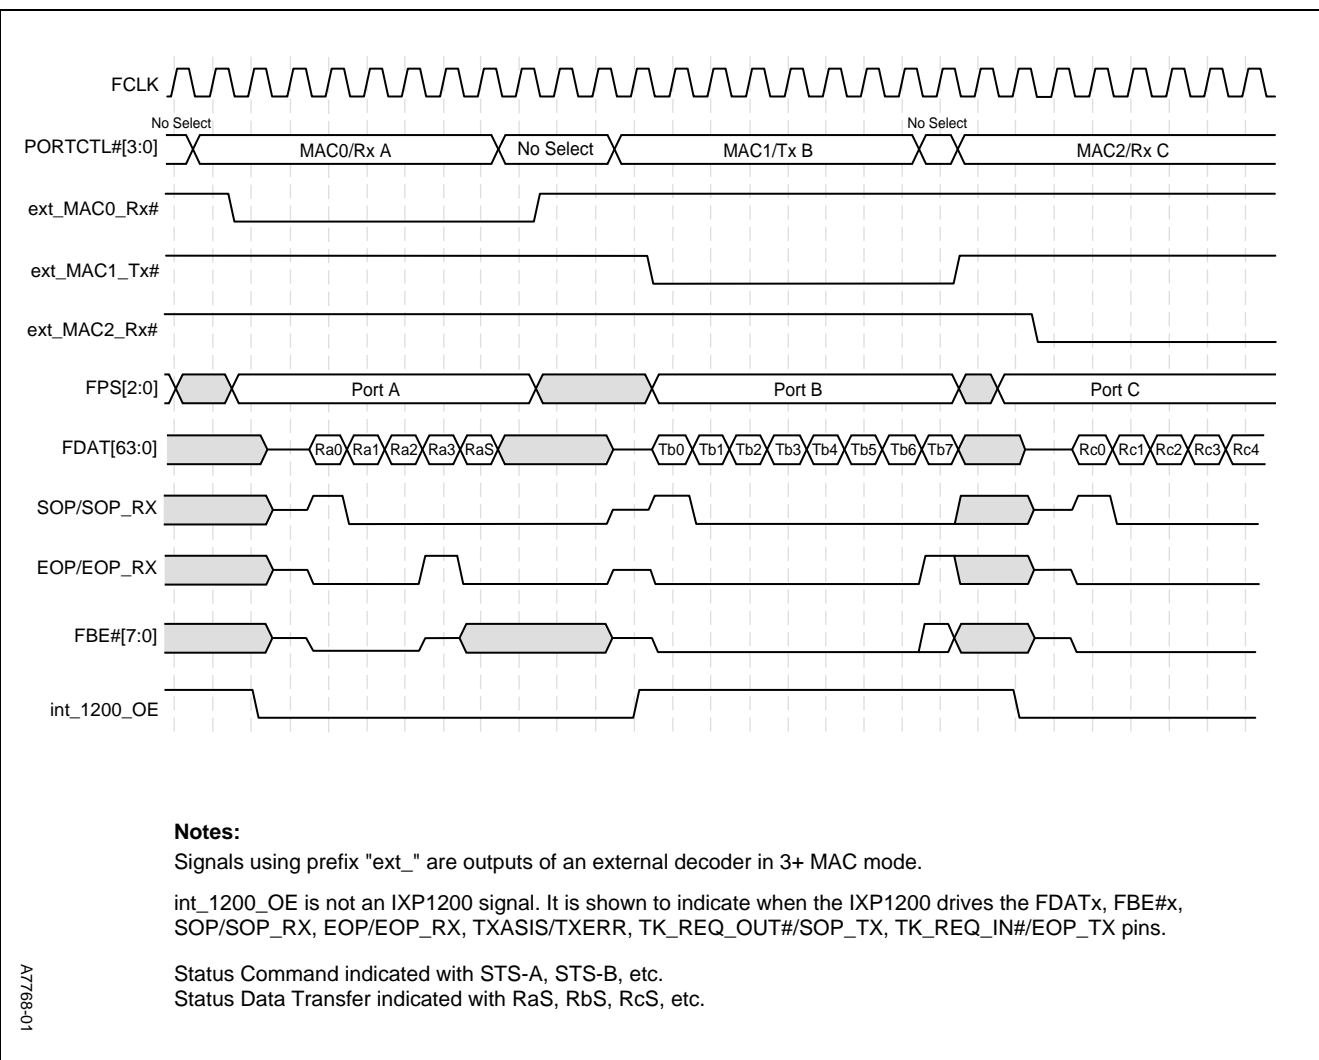 FCLK
No Select
No Select
PORTCTL#[3:0]
MAC0/Rx A
No Select
MAC1/Tx B
MAC2/Rx C
ext_MAC0_Rx#
ext_MAC1_Tx#
ext_MAC2_Rx#
FPS[2:0]
Port A
Port B
Port C
FDAT[63:0]
Ra0 Ra1 Ra2 Ra3 RaS
Tb0 Tb1 Tb2 Tb3 Tb4 Tb5 Tb6 Tb7
Rc0 Rc1 Rc2 Rc3 Rc4
SOP/SOP_RX
EOP/EOP_RX
FBE#[7:0]
int_1200_OE
Notes:
Signals using prefix "ext_" are outputs of an external decoder in 3+ MAC mode.
int_1200_OE is not an IXP1200 signal. It is shown to indicate when the IXP1200 drives the FDATx, FBE#x,
SOP/SOP_RX, EOP/EOP_RX, TXASIS/TXERR, TK_REQ_OUT#/SOP_TX, TK_REQ_IN#/EOP_TX pins.
Status Command indicated with STS-A, STS-B, etc.
Status Data Transfer indicated with RaS, RbS, RcS, etc.
A7768-01